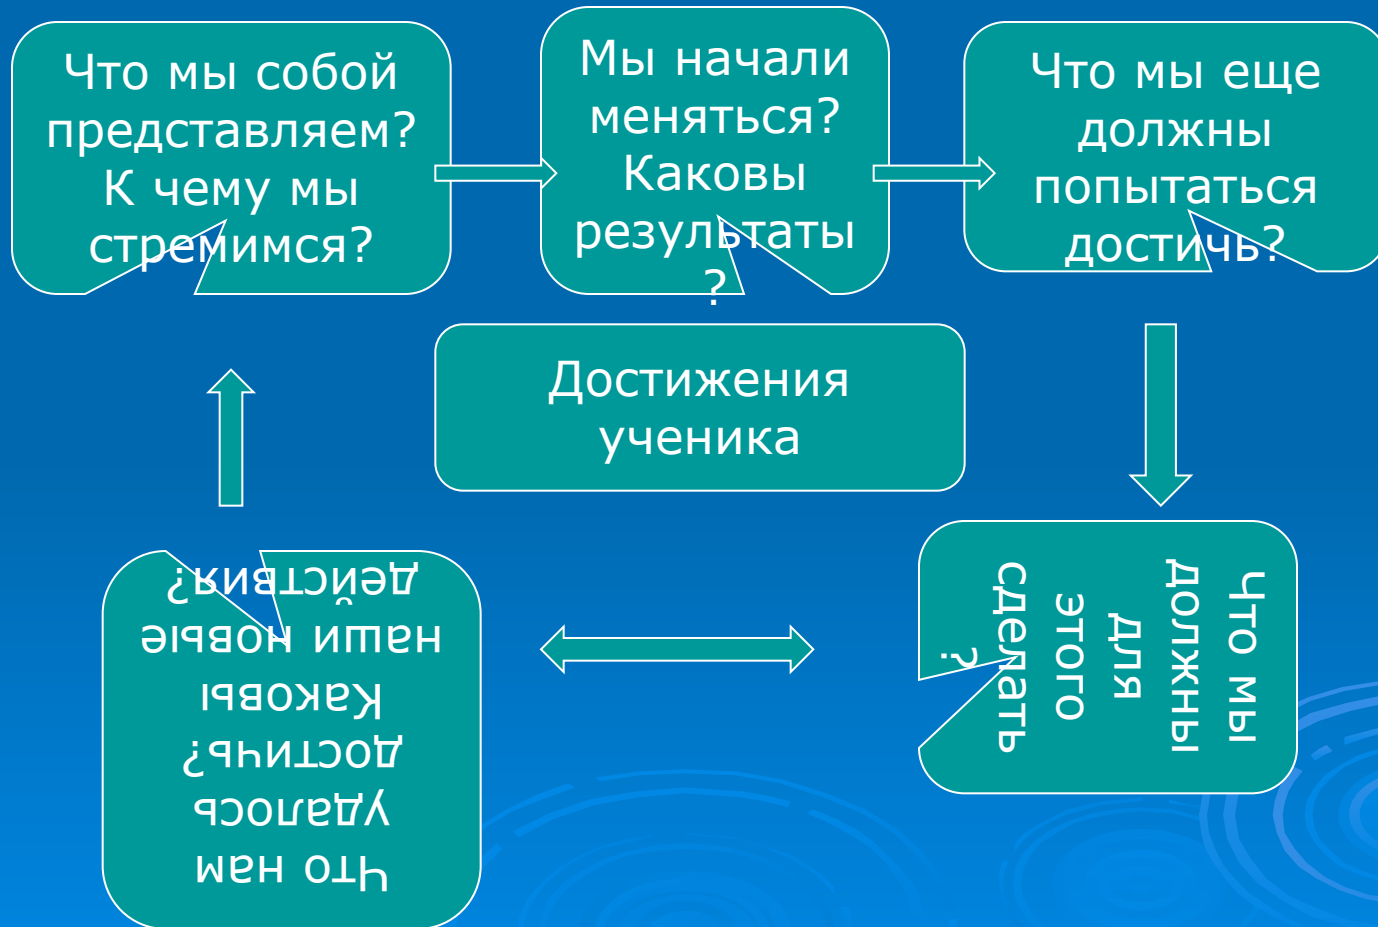 Что мы собой
представляем?
К чему мы
стремимся?
Мы начали
меняться?
Каковы
результаты
?
Что мы еще
должны
попытаться
достичь?
Достижения
ученика
Что мы
должны
для
этого
сделать
?
Что нам
удалось
достичь?
Каковы
наши новые
действия?